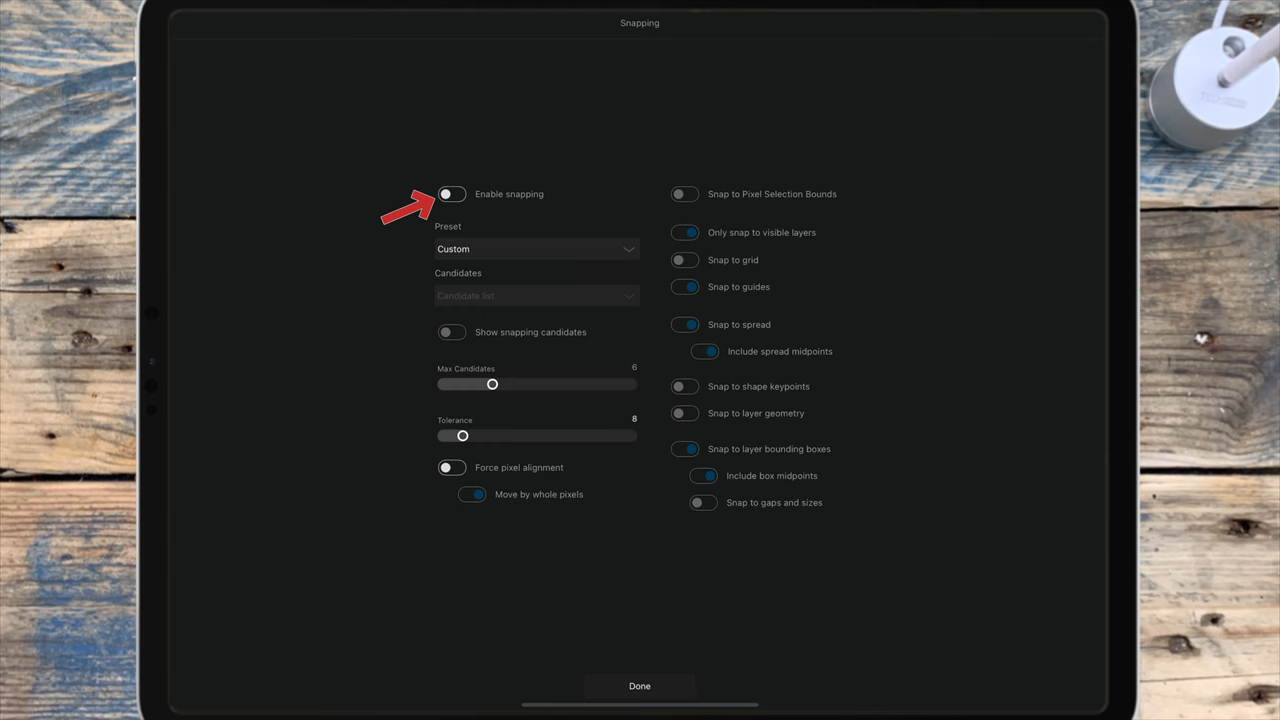 Snapping
Enable snapping
Preset
Custom
Candidates
Candidate list
Show snapping candidates
Max Candidates 6
Tolerance 8
Force pixel alignment
Move by whole pixels
Snap to Pixel Selection Bounds
Only snap to visible layers
Snap to grid
Snap to guides
Snap to spread
Include spread midpoints
Snap to shape keypoints
Snap to layer geometry
Snap to layer bounding boxes
Include box midpoints
Snap to gaps and sizes
Done